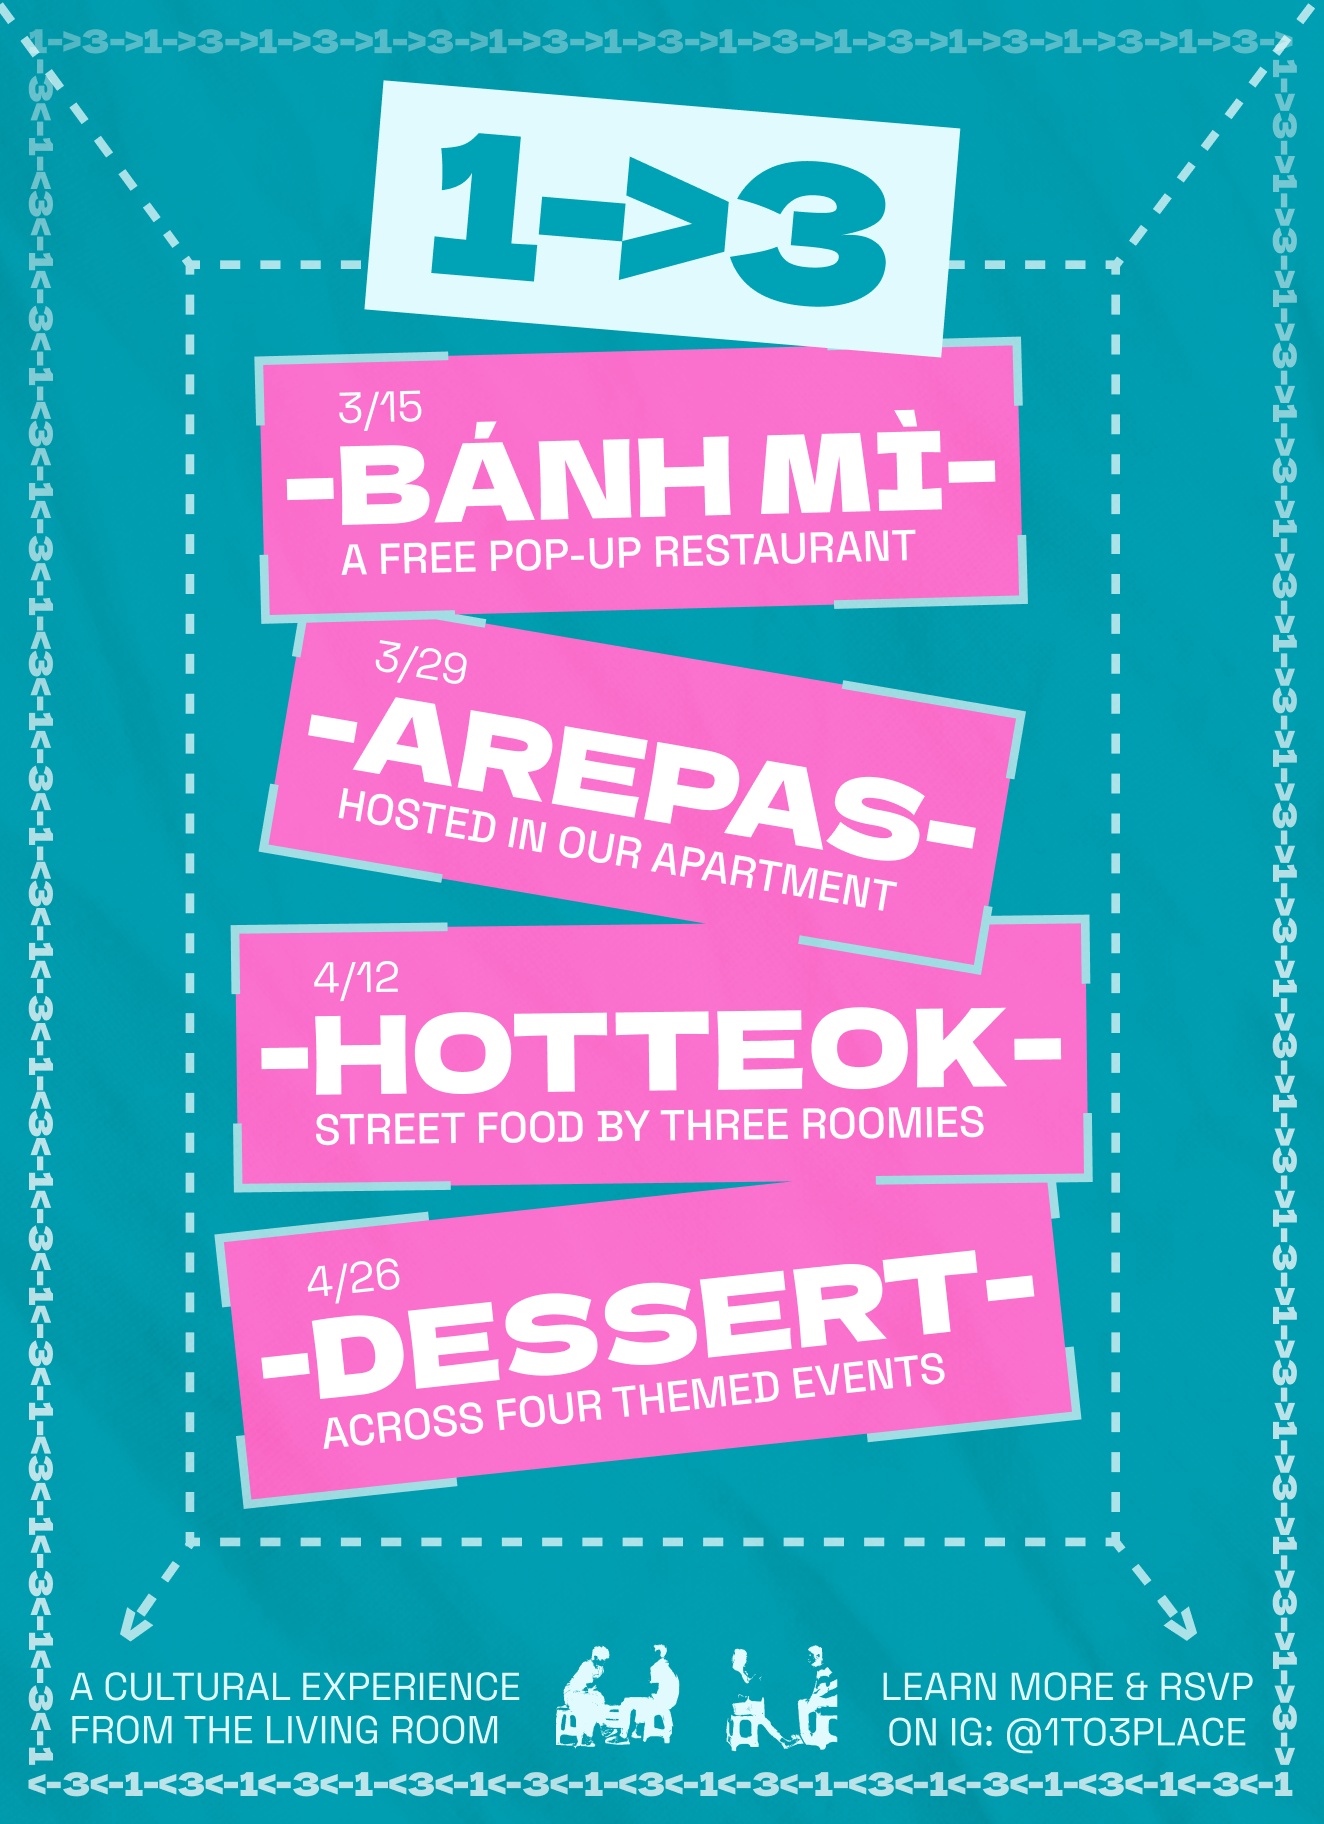 1->3->1->3->1->3->1->3->1->3->1->3->1->3->1->3->1->3->1->3->1->3->
1->3
3/15
-BÁNH MÌ-
A FREE POP-UP RESTAURANT
3/29
-AREPAS-
HOSTED IN OUR APARTMENT
4/12
-HOTTEOK-
STREET FOOD BY THREE ROOMIES
4/26
-DESSERT-
ACROSS FOUR THEMED EVENTS
A CULTURAL EXPERIENCE
FROM THE LIVING ROOM
LEARN MORE & RSVP
ON IG: @1TO3PLACE
<-3<-1-<3<-1<-3<-1-<3<-1<-3<-1-<3<-1<-3<-1-<3<-1<-3<-1-<3<-1<-3<-1